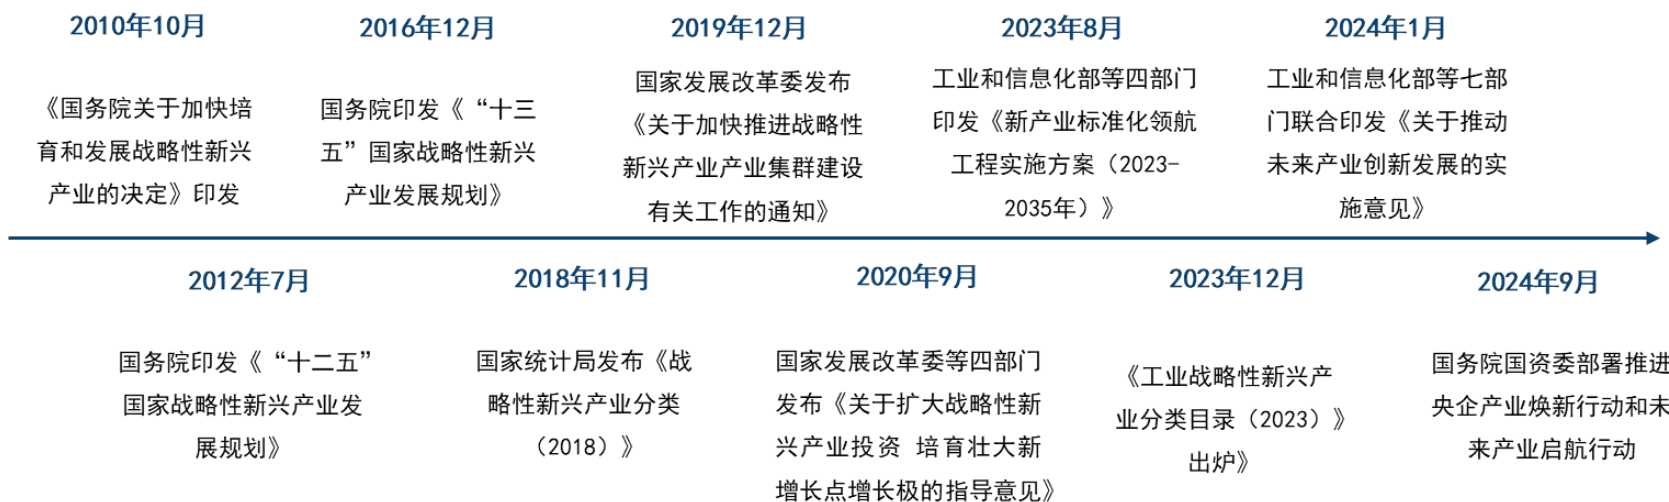 2010年10月
《国务院关于加快培
育和发展战略性新兴
产业的决定》印发
2016年12月
国务院印发《“十三
五”国家战略性新兴
产业发展规划》
2019年12月
国家发展改革委发布
《关于加快推进战略性
新兴产业产业集群建设
有关工作的通知》
2023年8月
工业和信息化部等四部门
印发《新产业标准化领航
工程实施方案（2023-
2035年）》
2024年1月
工业和信息化部等七部
门联合印发《关于推动
未来产业创新发展的实
施意见》
2012年7月
国务院印发《“十二五”
国家战略性新兴产业发
展规划》
2018年11月
国家统计局发布《战
略性新兴产业分类
（2018）》
2020年9月
国家发展改革委等四部门
发布《关于扩大战略性新
兴产业投资 培育壮大新
增长点增长极的指导意见》
2023年12月
《工业战略性新兴产
业分类目录（2023）》
出炉》
2024年9月
国务院国资委部署推进
央企产业焕新行动和未
来产业启航行动